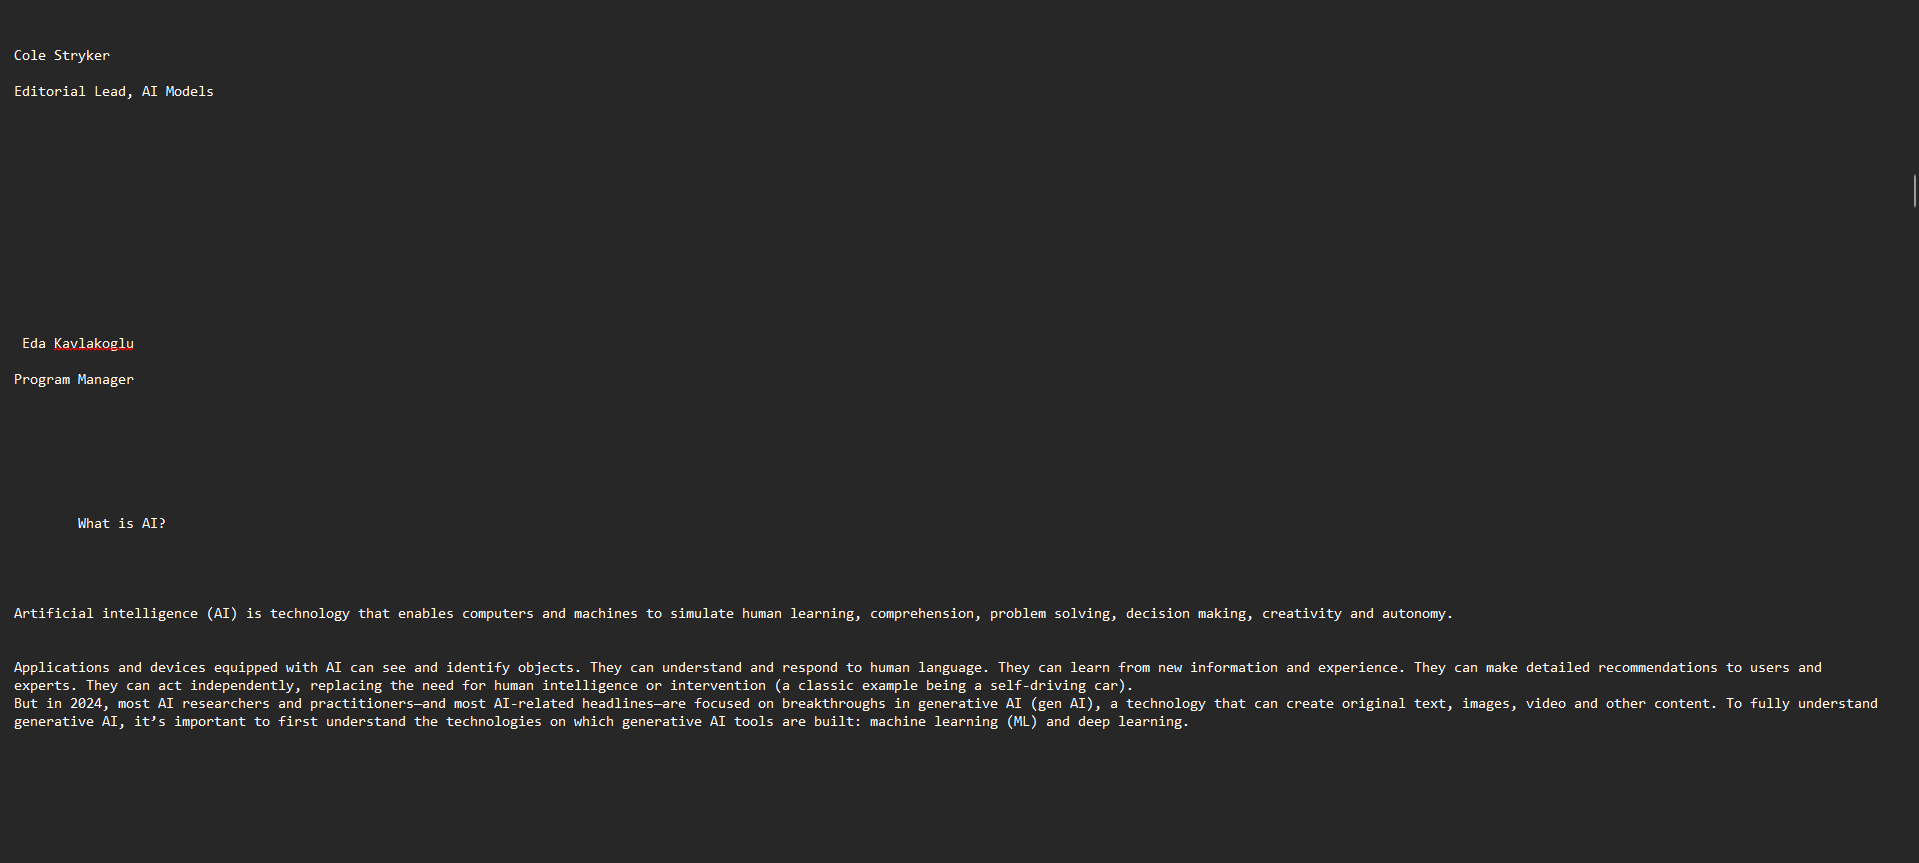 Cole Stryker
Editorial Lead, AI Models
Eda Kavlakoglu
Program Manager
What is AI?
Artificial intelligence (AI) is technology that enables computers and machines to simulate human learning, comprehension, problem solving, decision making, creativity and autonomy.
Applications and devices equipped with AI can see and identify objects. They can understand and respond to human language. They can learn from new information and experience. They can make detailed recommendations to users and
experts. They can act independently, replacing the need for human intelligence or intervention (a classic example being a self-driving car).
But in 2024, most AI researchers and practitioners—and most AI-related headlines—are focused on breakthroughs in generative AI (gen AI), a technology that can create original text, images, video and other content. To fully understand
generative AI, it’s important to first understand the technologies on which generative AI tools are built: machine learning (ML) and deep learning.